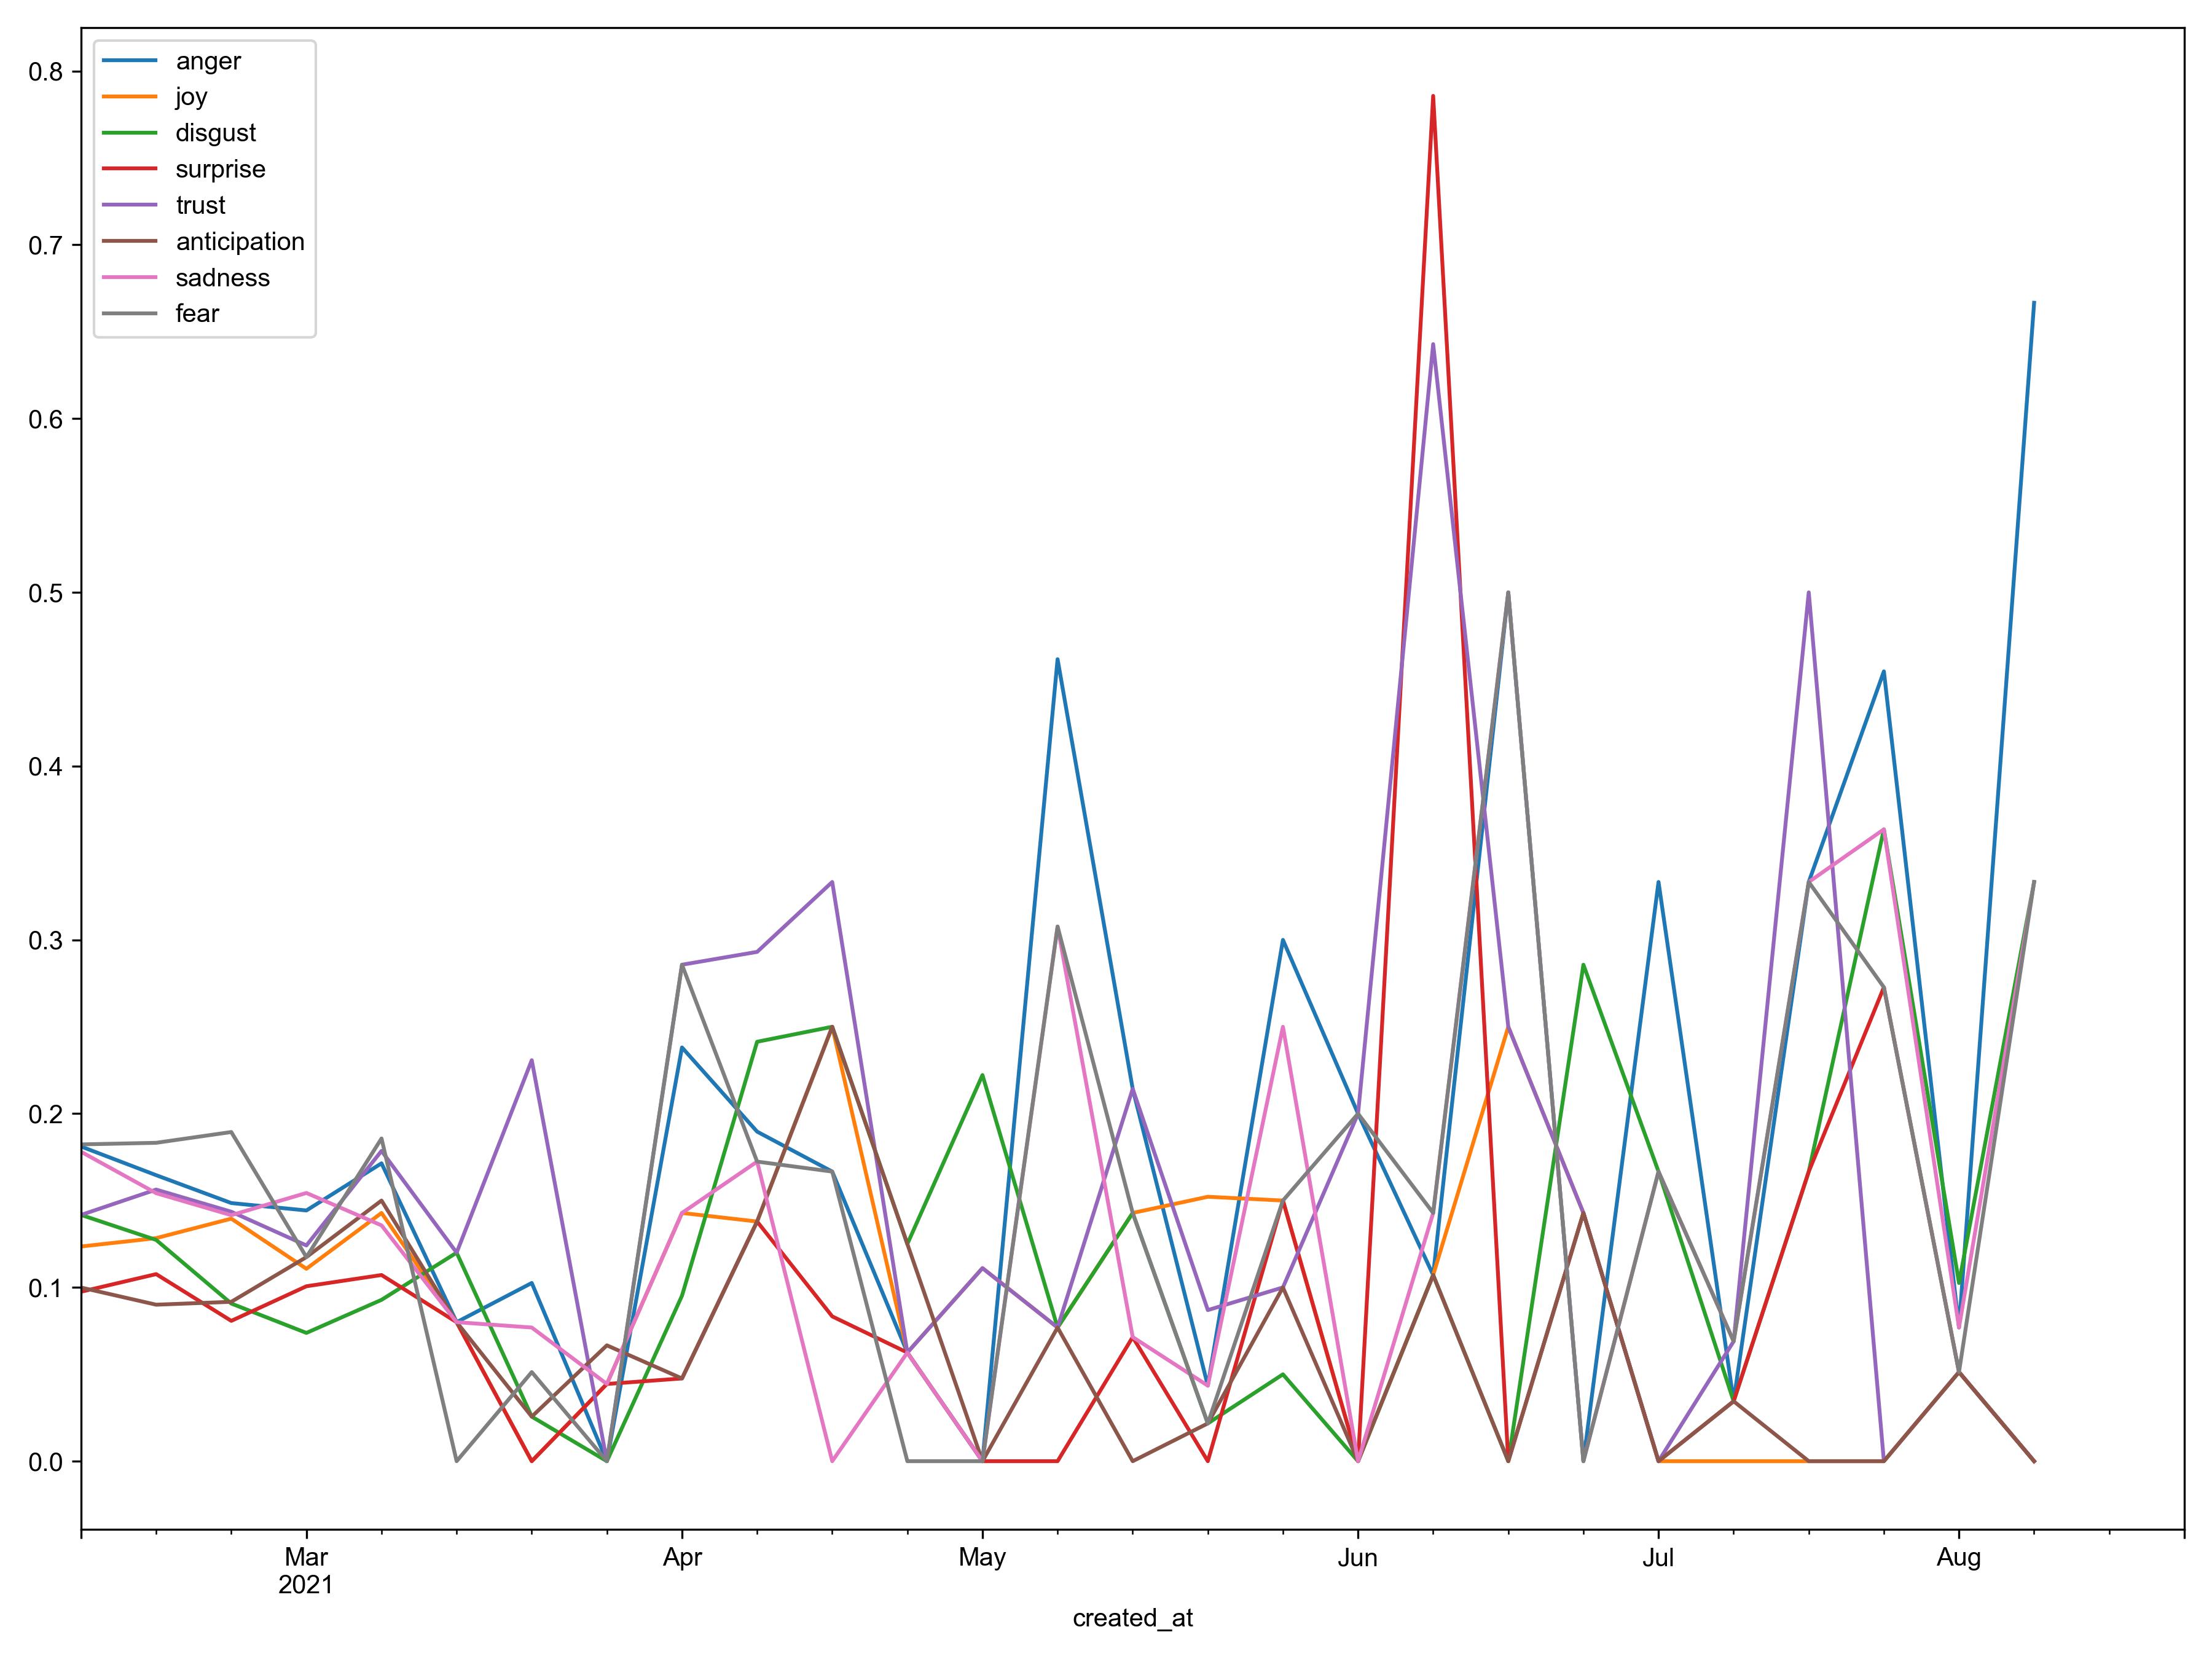 anger
joy
disgust
surprise
trust
anticipation
sadness
fear
0.8
0.7
0.6
0.5
0.4
0.3
0.2
0.1
0.0
Mar Apr May Jun Jul Aug
2021
created_at